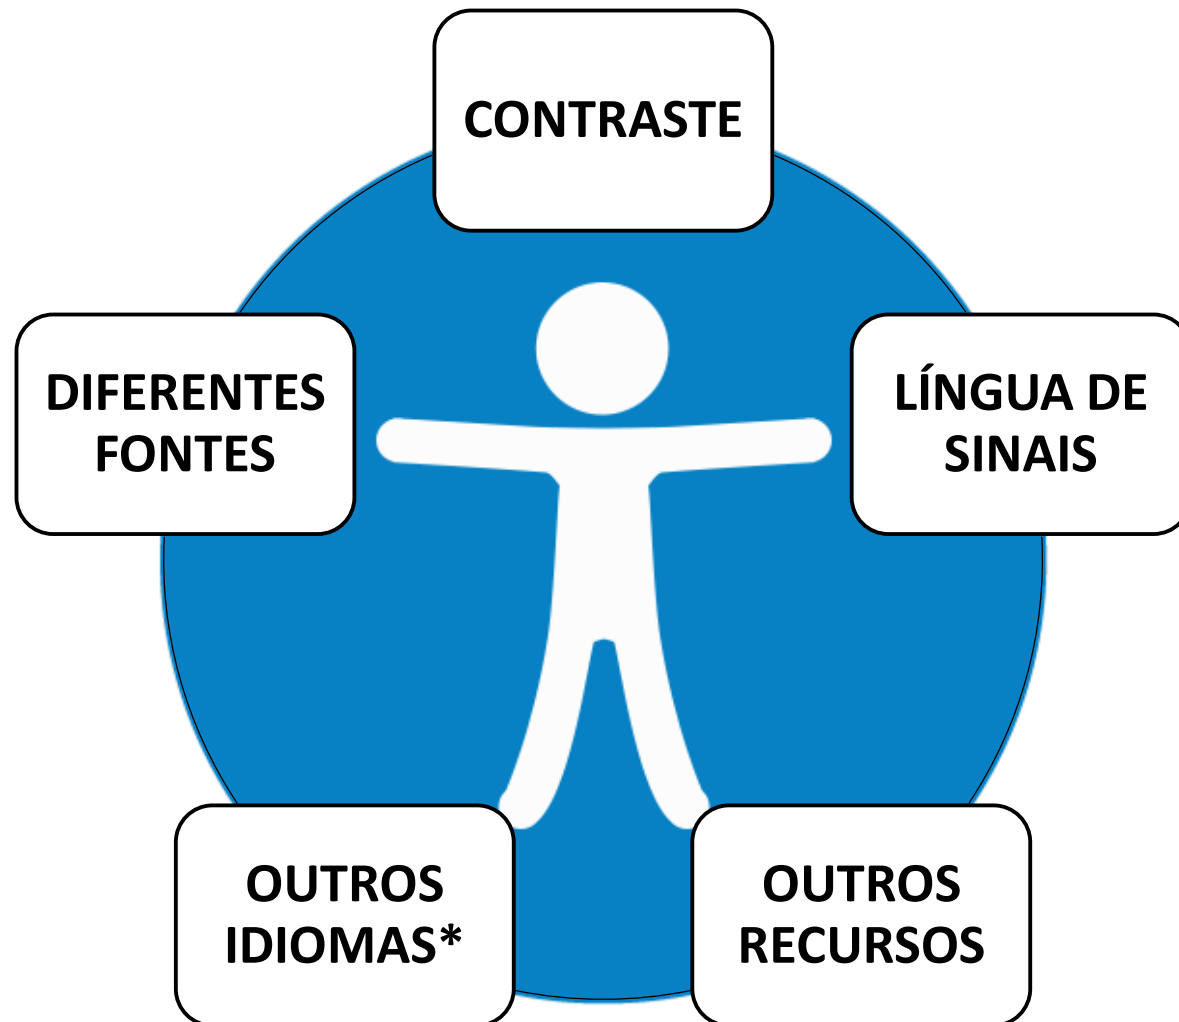 CONTRASTE
DIFERENTES
FONTES
LÍNGUA DE
SINAIS
OUTROS
IDIOMAS*
OUTROS
RECURSOS